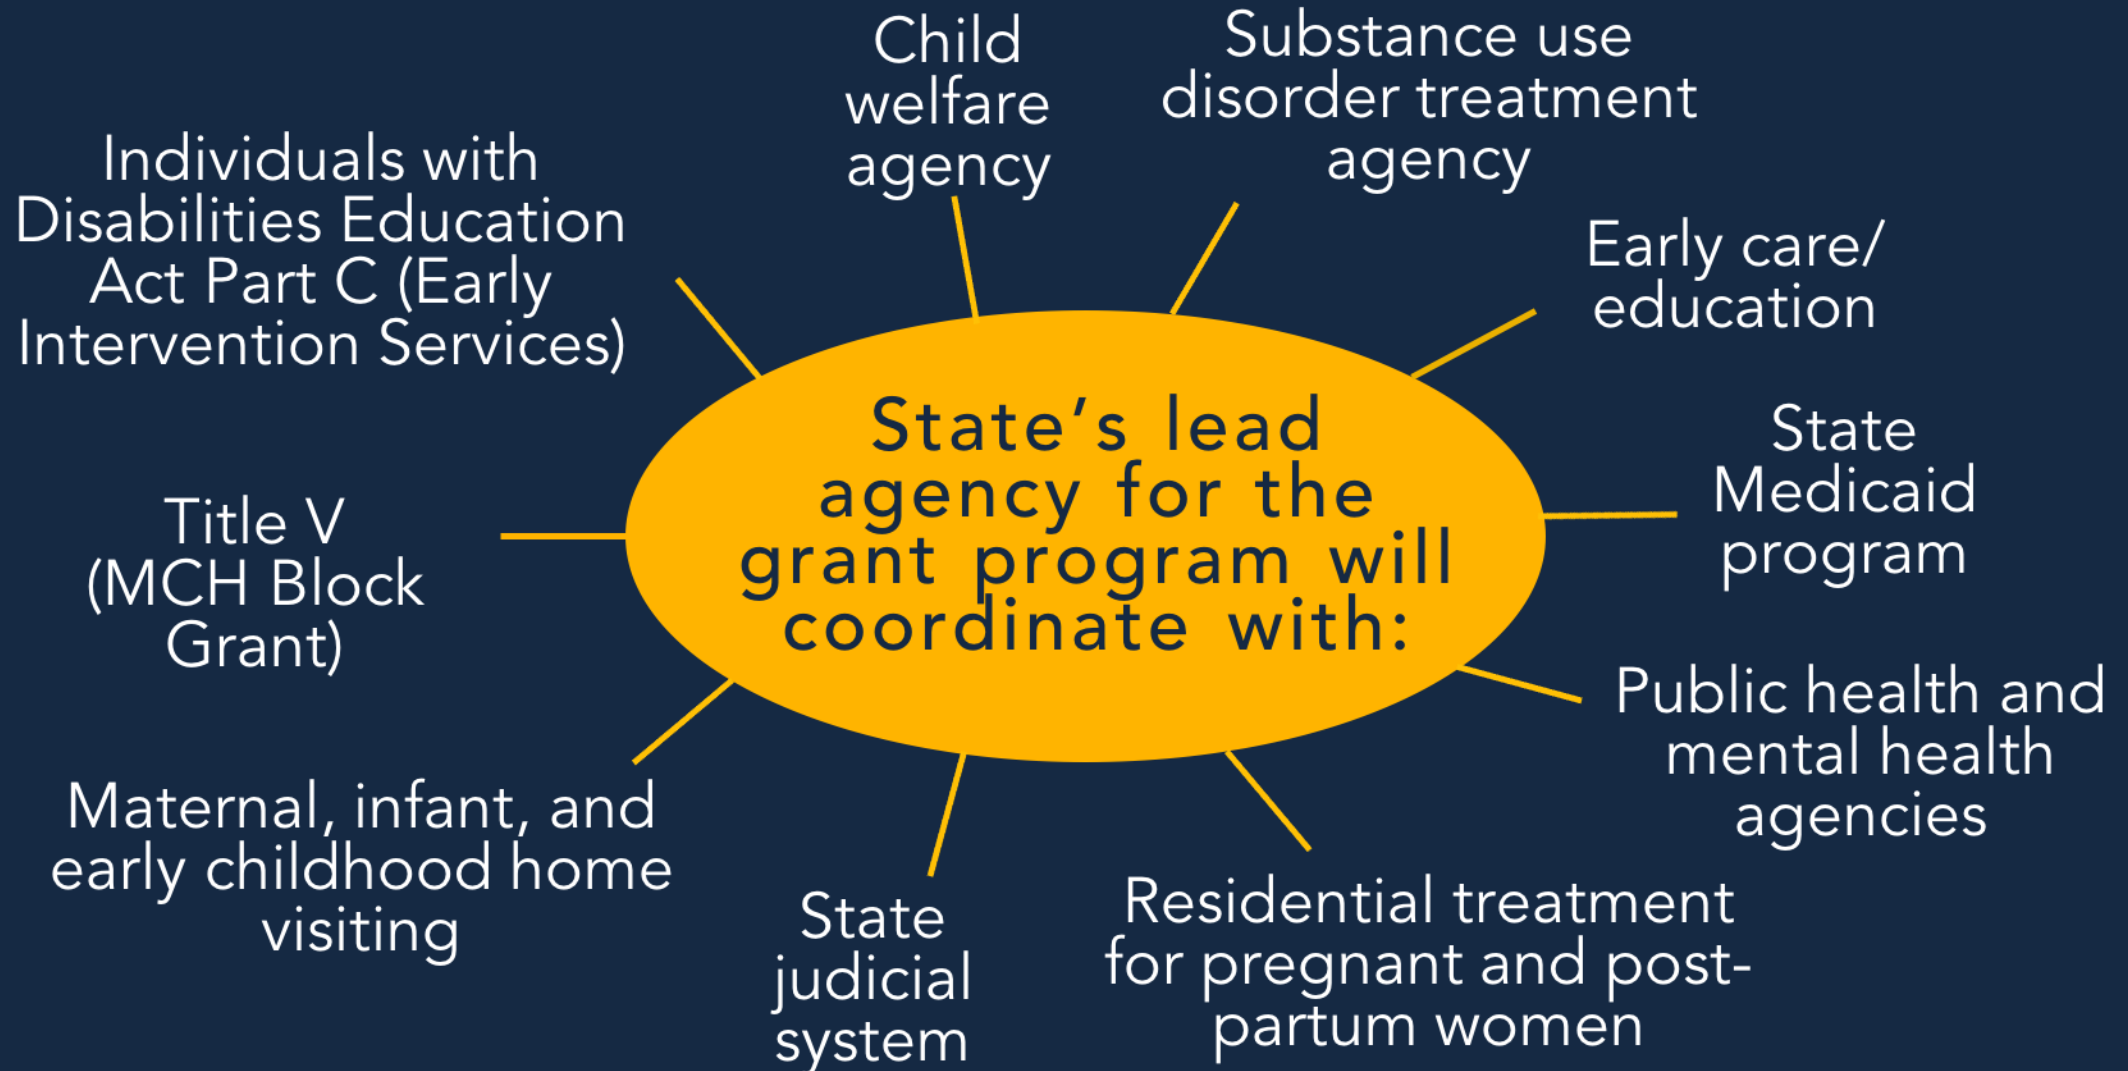 State's lead
agency for the
grant program will
coordinate with:
Child
welfare
agency
Substance use
disorder treatment
agency
Early care/
education
State
Medicaid
program
Public health and
mental health
agencies
Residential treatment
for pregnant and post-
partum women
State
judicial
system
Maternal, infant, and
early childhood home
visiting
Title V
(MCH Block
Grant)
Individuals with
Disabilities Education
Act Part C (Early
Intervention Services)